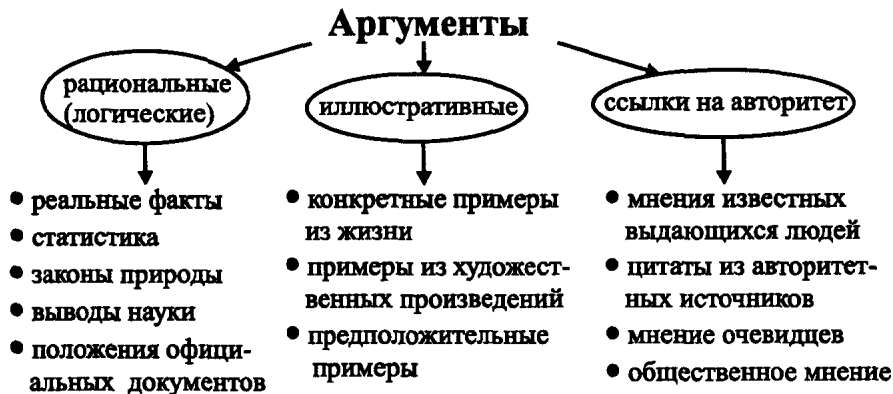 Аргументы
рациональные
(логические)
иллюстративные
ссылки на авторитет
• реальные факты
• статистика
• законы природы
• выводы науки
• положения офици-
альных документов
• конкретные примеры
из жизни
• примеры из художест-
венных произведений
• предположительные
примеры
• мнения известных
выдающихся людей
• цитаты из авторитет-
ных источников
• мнение очевидцев
• общественное мнение